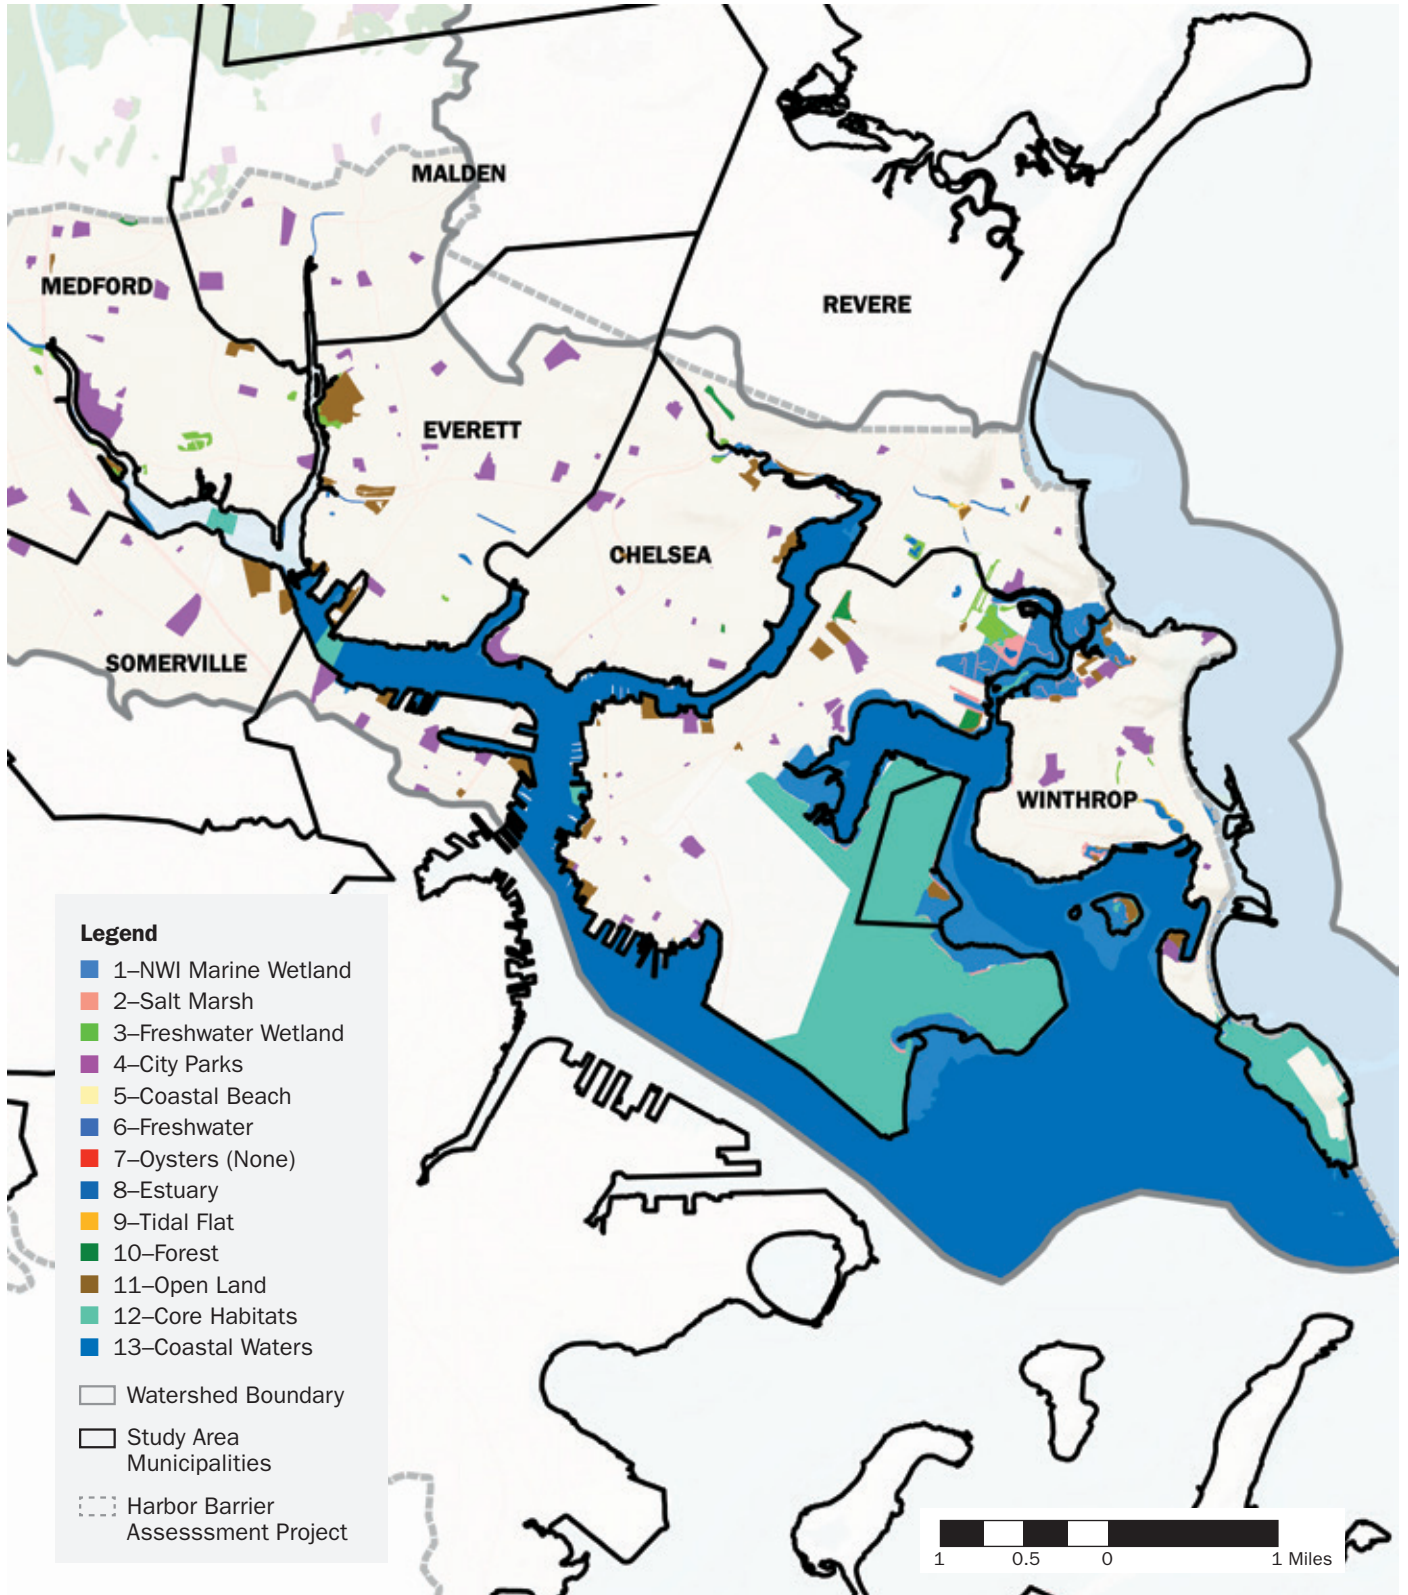 MALDEN
MEDFORD
REVERE
EVERETT
CHELSEA
SOMERVILLE
WINTHROP
Legend
1–NWI Marine Wetland
2–Salt Marsh
3–Freshwater Wetland
4–City Parks
5–Coastal Beach
6–Freshwater
7–Oysters (None)
8–Estuary
9–Tidal Flat
10–Forest
11–Open Land
12–Core Habitats
13–Coastal Waters
Watershed Boundary
Study Area
Municipalities
Harbor Barrier
Assesssment Project
1 0.5 0 1 Miles